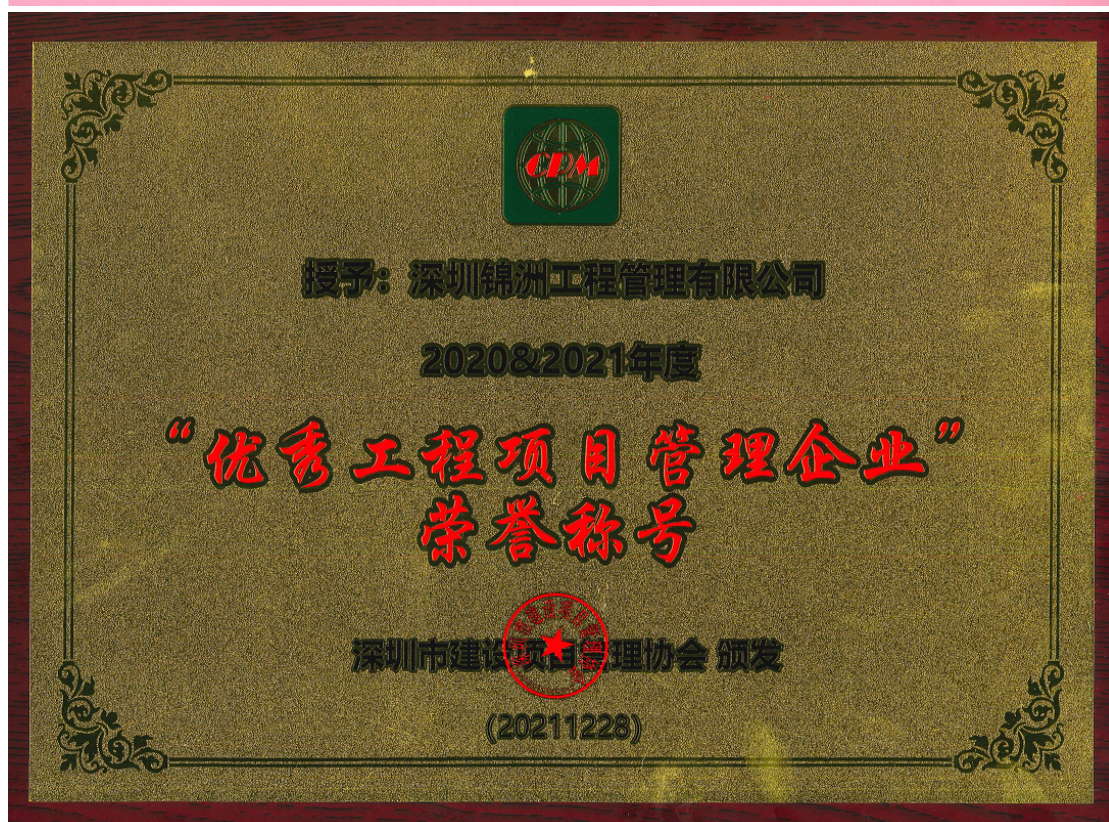 CPM
授予：深圳锦洲工程管理有限公司
2020&2021年度
“优秀工程项目管理企业”
荣誉称号
深圳市建设项目管理协会 颁发
(20211228)